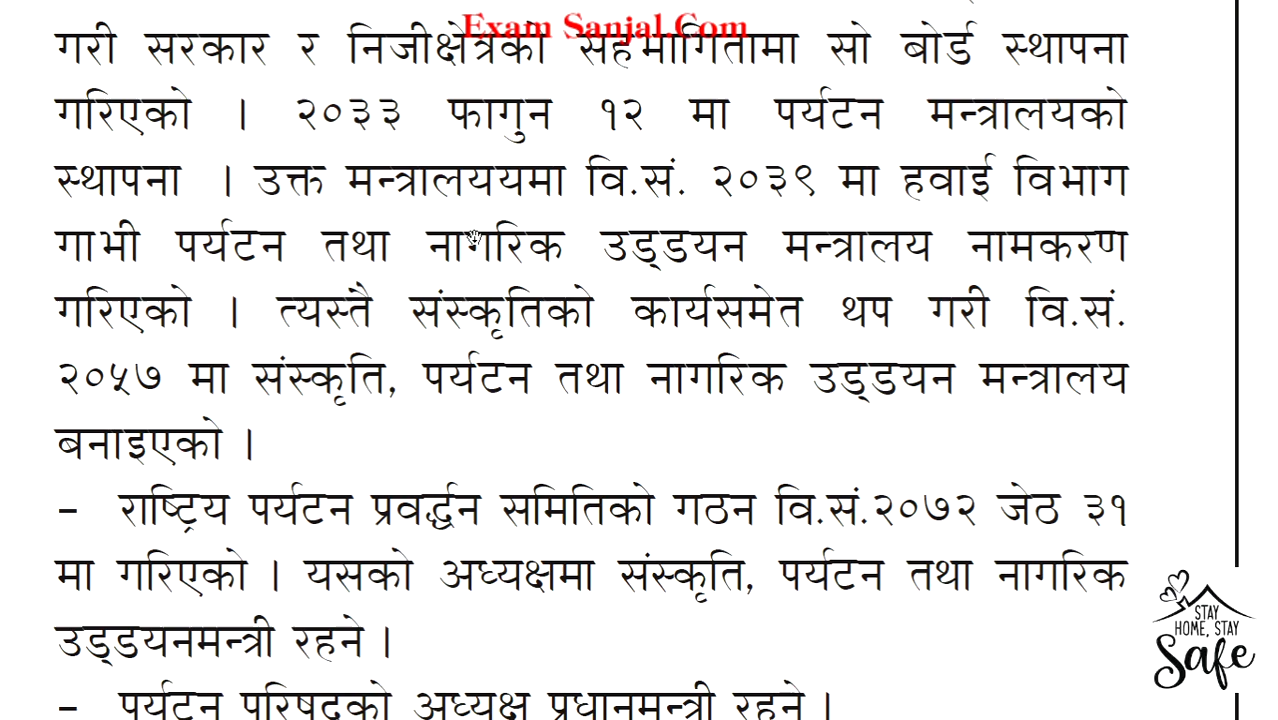 Exam Sanjal.Com
गरी सरकार र निजीक्षेत्रको सहभागितामा सो बोर्ड स्थापना
गरिएको । २०३३ फागुन १२ मा पर्यटन मन्त्रालयको
स्थापना । उक्त मन्त्रालययमा वि.सं. २०३९ मा हवाई विभाग
गाभी पर्यटन तथा नागरिक उड्डयन मन्त्रालय नामकरण
गरिएको । त्यस्तै संस्कृतिको कार्यसमेत थप गरी वि.सं.
२०५७ मा संस्कृति, पर्यटन तथा नागरिक उड्डयन मन्त्रालय
बनाइएको ।
– राष्ट्रिय पर्यटन प्रवर्द्धन समितिको गठन वि.सं.२०७२ जेठ ३१
मा गरिएको । यसको अध्यक्षमा संस्कृति, पर्यटन तथा नागरिक
उड्डयनमन्त्री रहने ।
– पर्यटन परिषदको अध्यक्ष प्रधानमन्त्री रहने ।
STAY
HOME, STAY
Safe